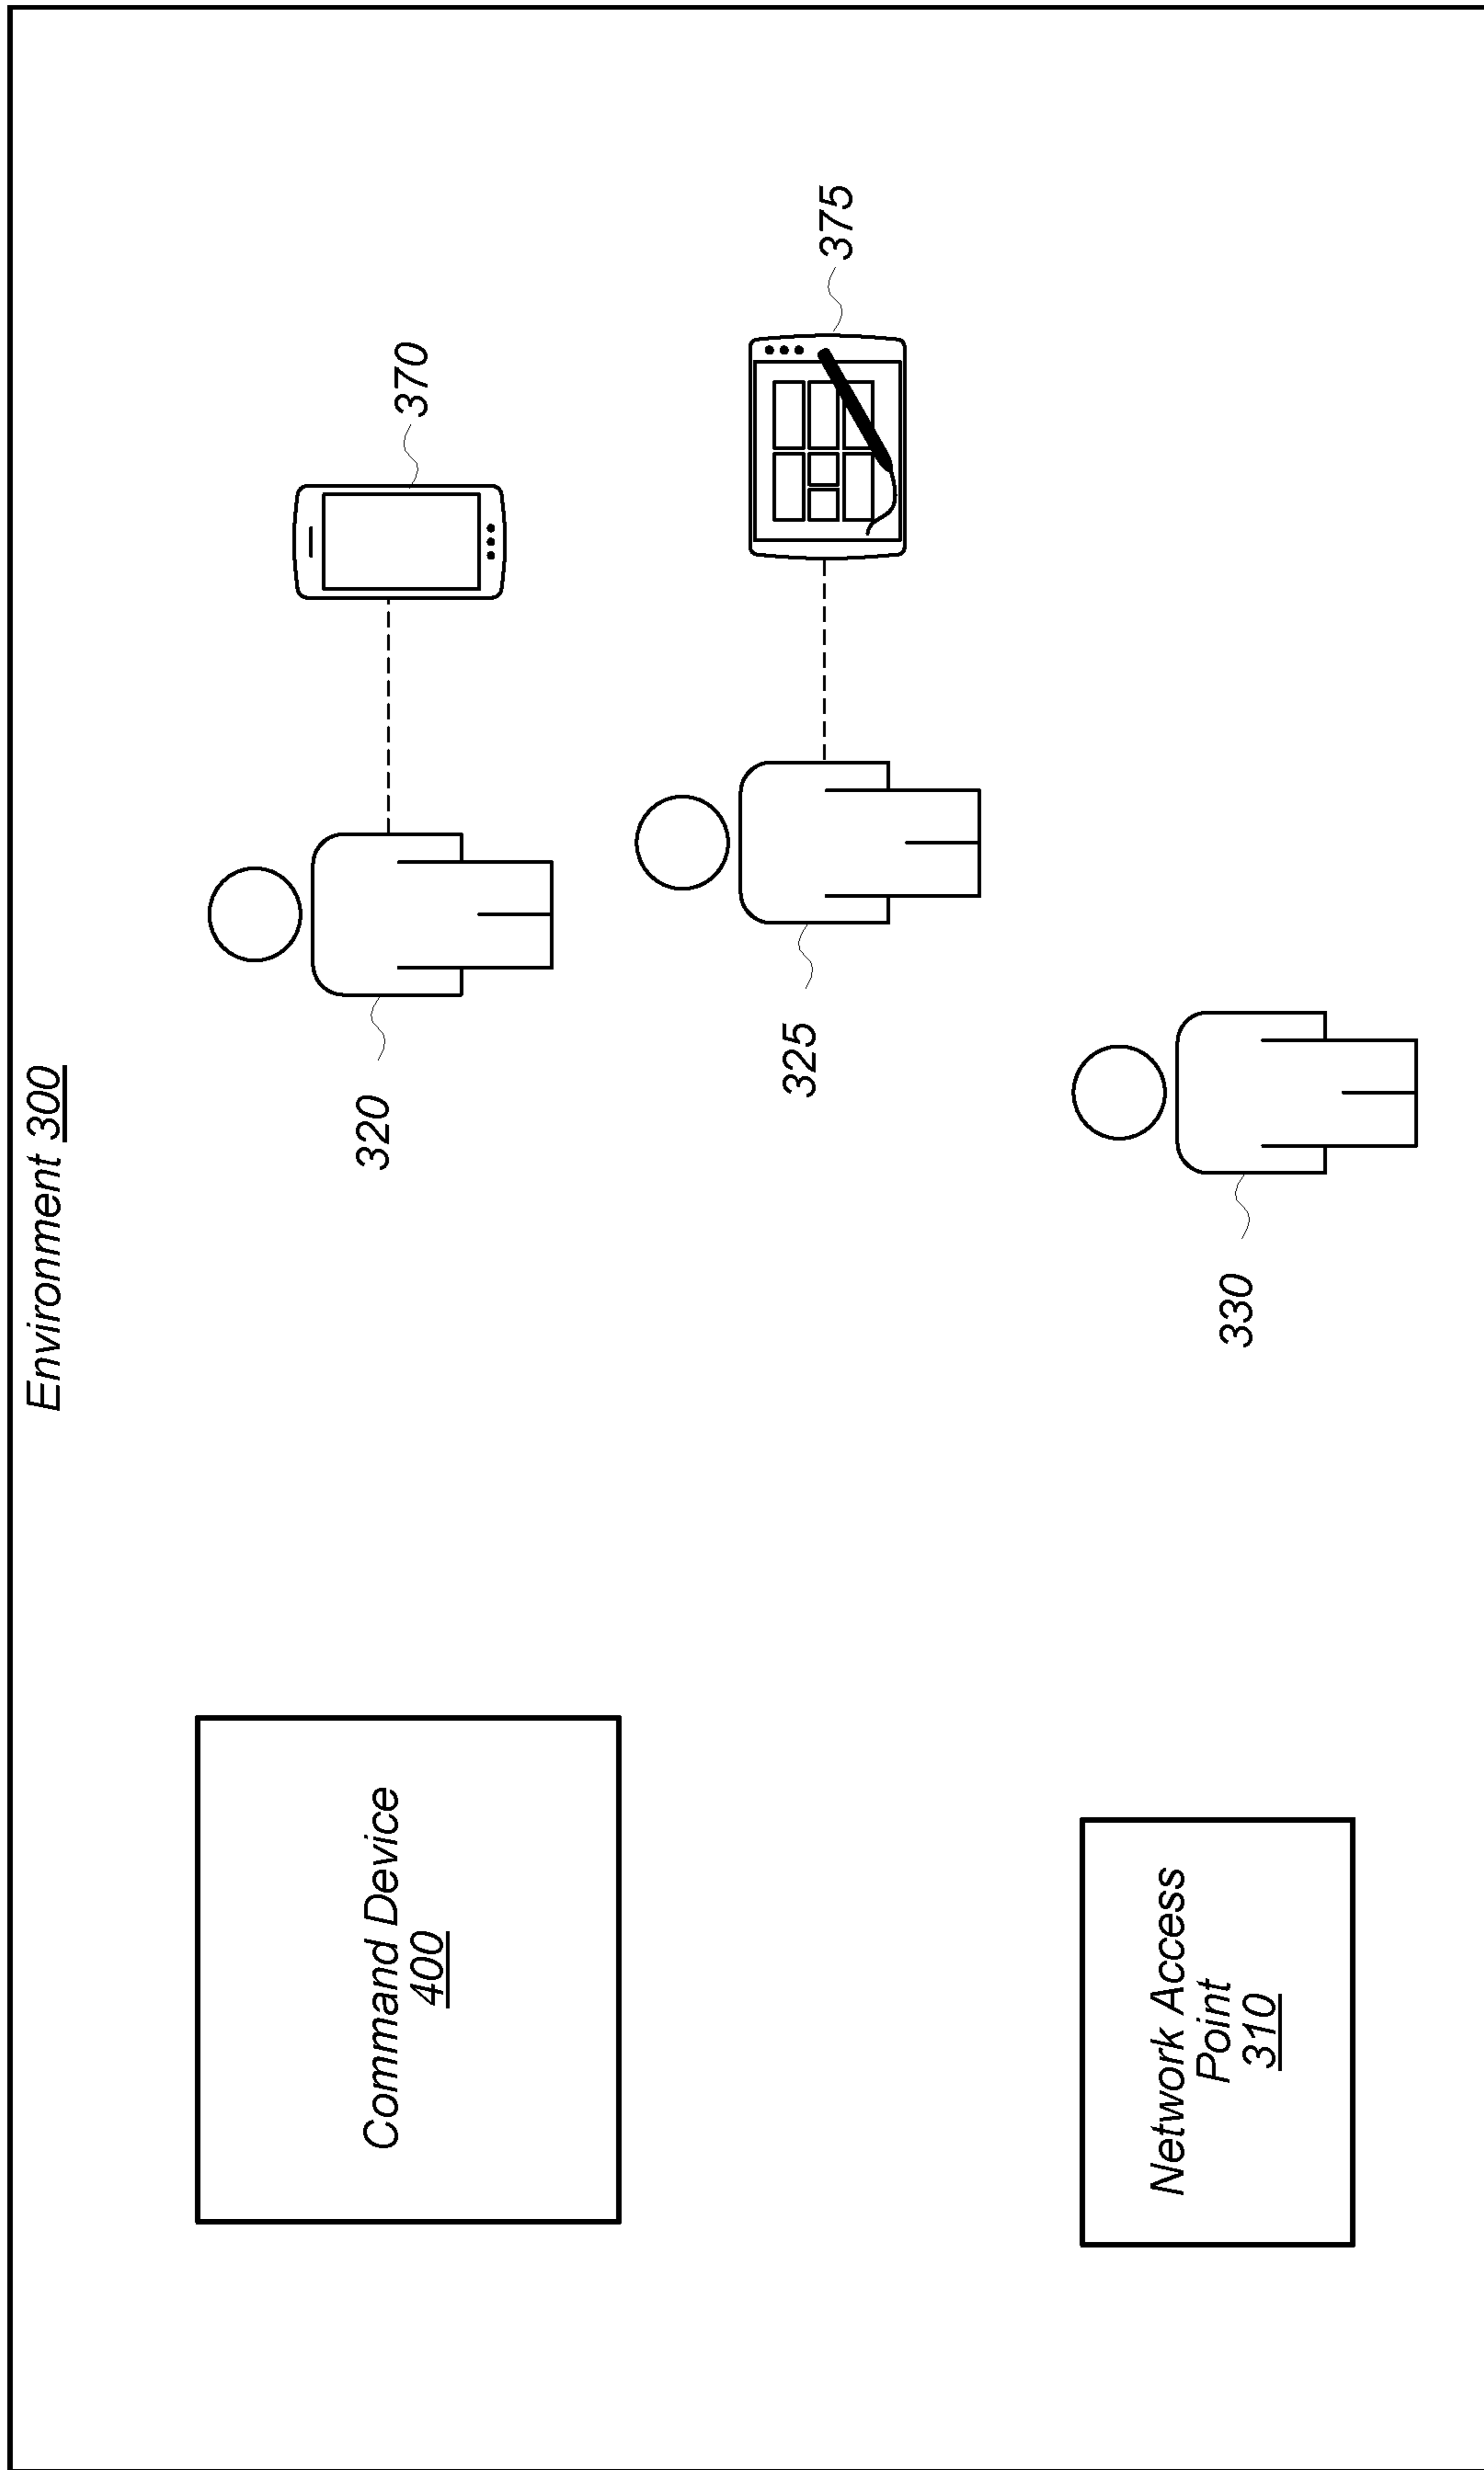 Environment 300
Command Device
400
320
370
325
375
Network Access
Point
310
330